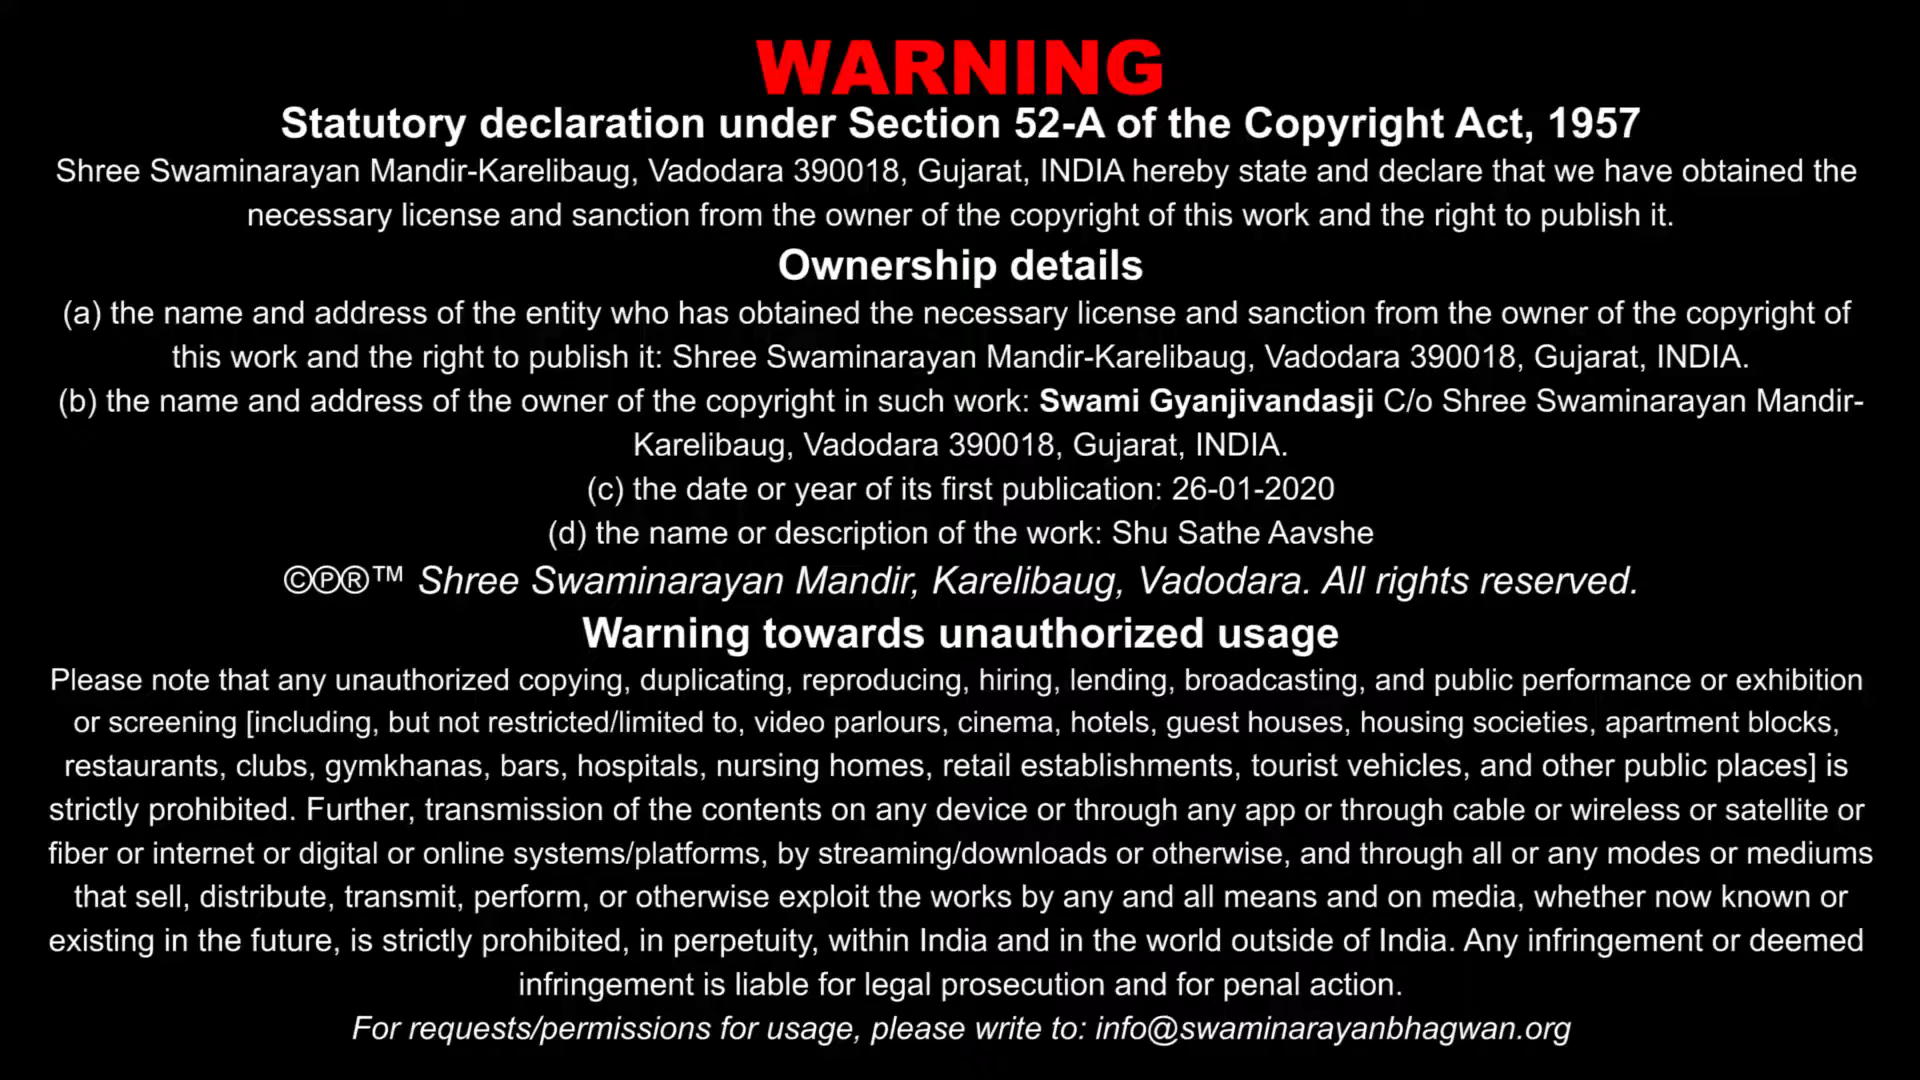 WARNING
Statutory declaration under Section 52-A of the Copyright Act, 1957
Shree Swaminarayan Mandir-Karelibaug, Vadodara 390018, Gujarat, INDIA hereby state and declare that we have obtained the
necessary license and sanction from the owner of the copyright of this work and the right to publish it.
Ownership details
(a) the name and address of the entity who has obtained the necessary license and sanction from the owner of the copyright of
this work and the right to publish it: Shree Swaminarayan Mandir-Karelibaug, Vadodara 390018, Gujarat, INDIA.
(b) the name and address of the owner of the copyright in such work: Swami Gyanjivandasji C/o Shree Swaminarayan Mandir-
Karelibaug, Vadodara 390018, Gujarat, INDIA.
(c) the date or year of its first publication: 26-01-2020
(d) the name or description of the work: Shu Sathe Aavshe
©℗®™ Shree Swaminarayan Mandir, Karelibaug, Vadodara. All rights reserved.
Warning towards unauthorized usage
Please note that any unauthorized copying, duplicating, reproducing, hiring, lending, broadcasting, and public performance or exhibition
or screening [including, but not restricted/limited to, video parlours, cinema, hotels, guest houses, housing societies, apartment blocks,
restaurants, clubs, gymkhanas, bars, hospitals, nursing homes, retail establishments, tourist vehicles, and other public places] is
strictly prohibited. Further, transmission of the contents on any device or through any app or through cable or wireless or satellite or
fiber or internet or digital or online systems/platforms, by streaming/downloads or otherwise, and through all or any modes or mediums
that sell, distribute, transmit, perform, or otherwise exploit the works by any and all means and on media, whether now known or
existing in the future, is strictly prohibited, in perpetuity, within India and in the world outside of India. Any infringement or deemed
infringement is liable for legal prosecution and for penal action.
For requests/permissions for usage, please write to: info@swaminarayanbhagwan.org